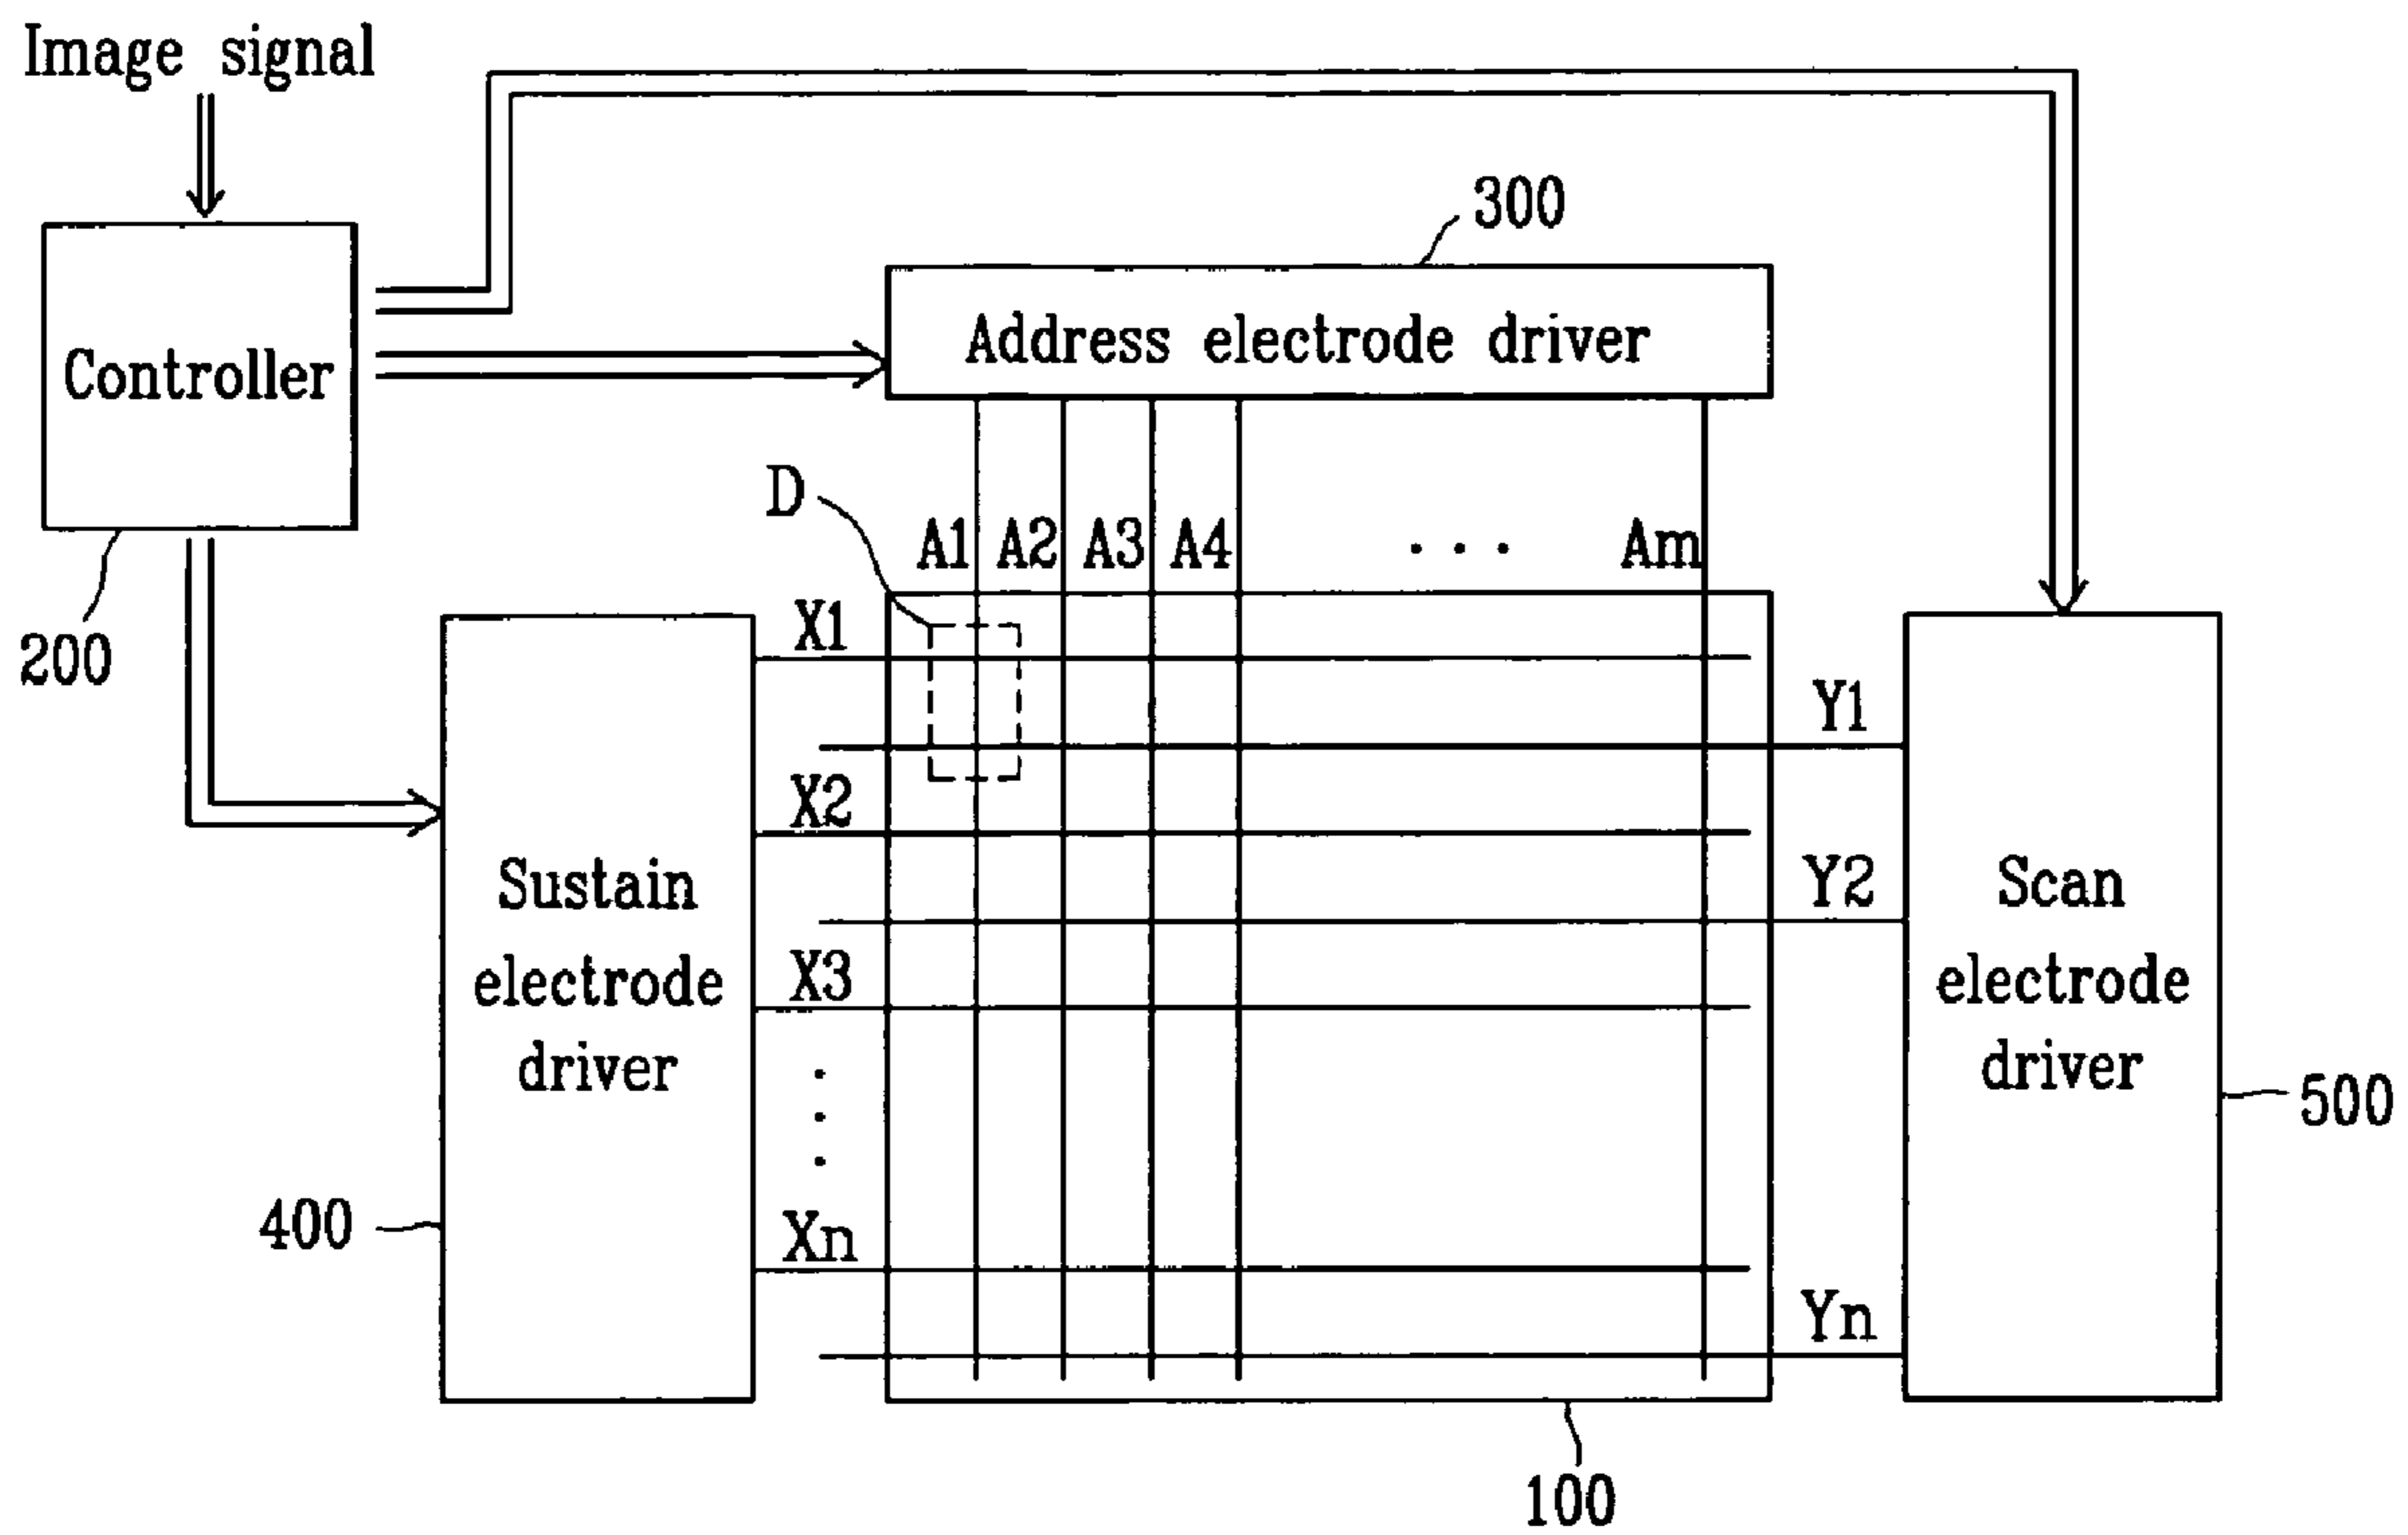 Image signal
300
Address electrode driver
Controller
D
A1 A2 A3 A4 . . . Am
200
X1
Y1
X2
Y2
Sustain
electrode
driver
Scan
electrode
driver
X3
.
.
.
500
400
Xn
Yn
100